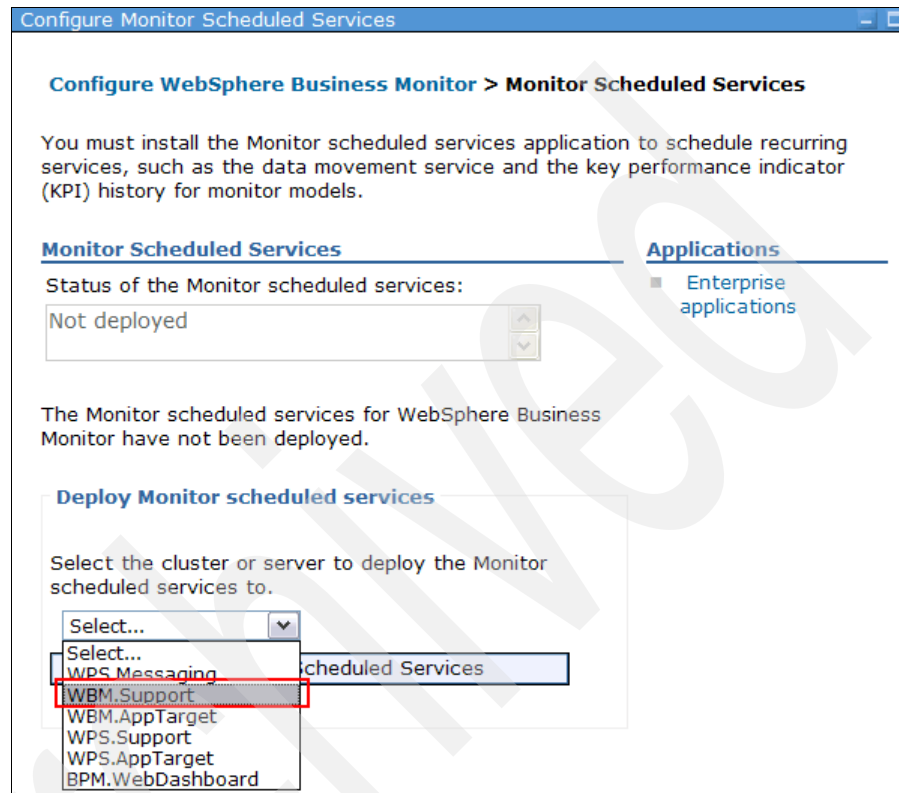 Configure Monitor Scheduled Services
Configure WebSphere Business Monitor > Monitor Scheduled Services
You must install the Monitor scheduled services application to schedule recurring
services, such as the data movement service and the key performance indicator
(KPI) history for monitor models.
Monitor Scheduled Services
Status of the Monitor scheduled services:
Not deployed
Applications
Enterprise
applications
The Monitor scheduled services for WebSphere Business
Monitor have not been deployed.
Deploy Monitor scheduled services
Select the cluster or server to deploy the Monitor
scheduled services to.
Select...
Select...
WPS.Messaging
Scheduled Services
WBM.Support
WBM.AppTarget
WPS.Support
WPS.AppTarget
BPM.WebDashboard